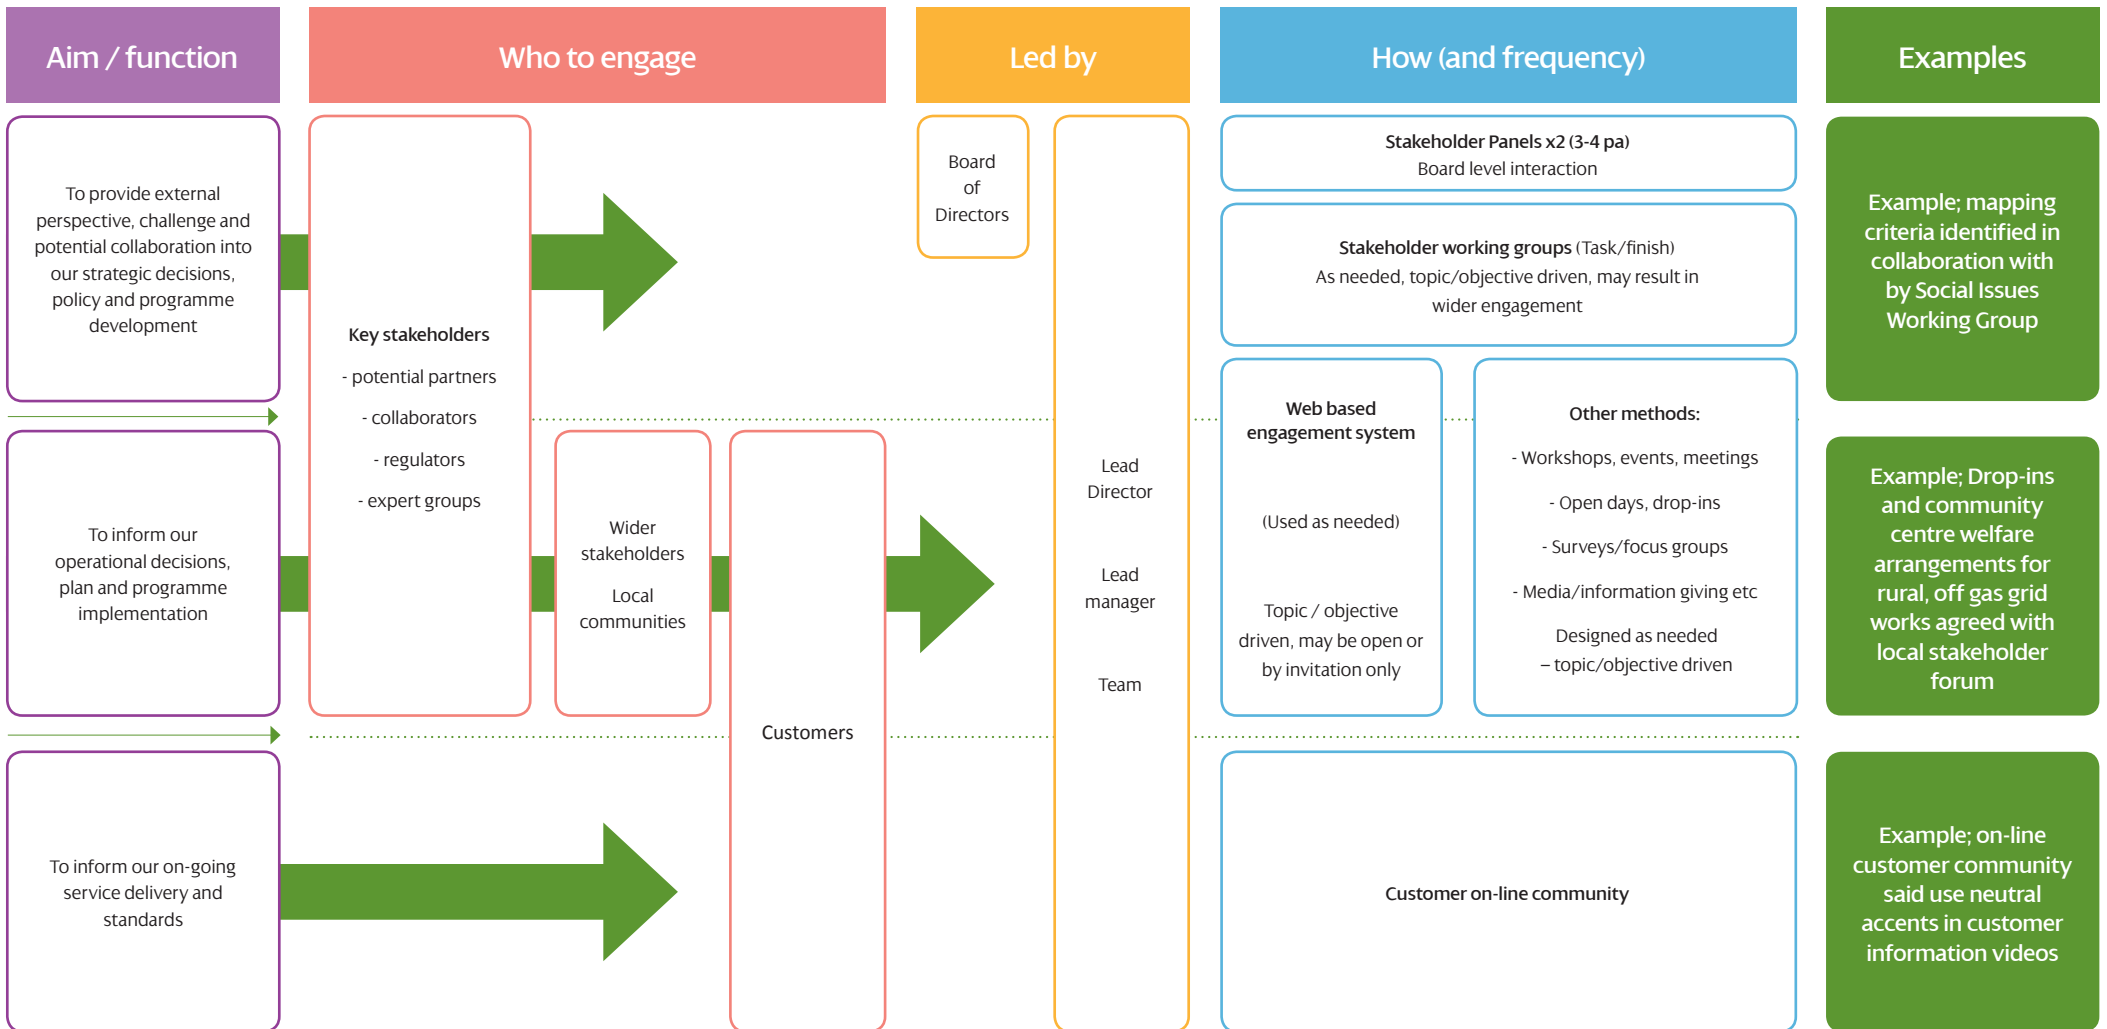 Aim / function
Who to engage
Led by
How (and frequency)
Examples
To provide external
perspective, challenge and
potential collaboration into
our strategic decisions,
policy and programme
development
To inform our
operational decisions,
plan and programme
implementation
To inform our on-going
service delivery and
standards
Key stakeholders
- potential partners
- collaborators
- regulators
- expert groups
Wider
stakeholders
Local
communities
Customers
Board
of
Directors
Lead
Director
Lead
manager
Team
Stakeholder Panels x2 (3-4 pa)
Board level interaction
Stakeholder working groups (Task/finish)
As needed, topic/objective driven, may result in
wider engagement
Web based
engagement system
(Used as needed)
Topic / objective
driven, may be open or
by invitation only
Other methods:
- Workshops, events, meetings
- Open days, drop-ins
- Surveys/focus groups
- Media/information giving etc
Designed as needed
– topic/objective driven
Customer on-line community
Example; mapping
criteria identified in
collaboration with
by Social Issues
Working Group
Example; Drop-ins
and community
centre welfare
arrangements for
rural, off gas grid
works agreed with
local stakeholder
forum
Example; on-line
customer community
said use neutral
accents in customer
information videos